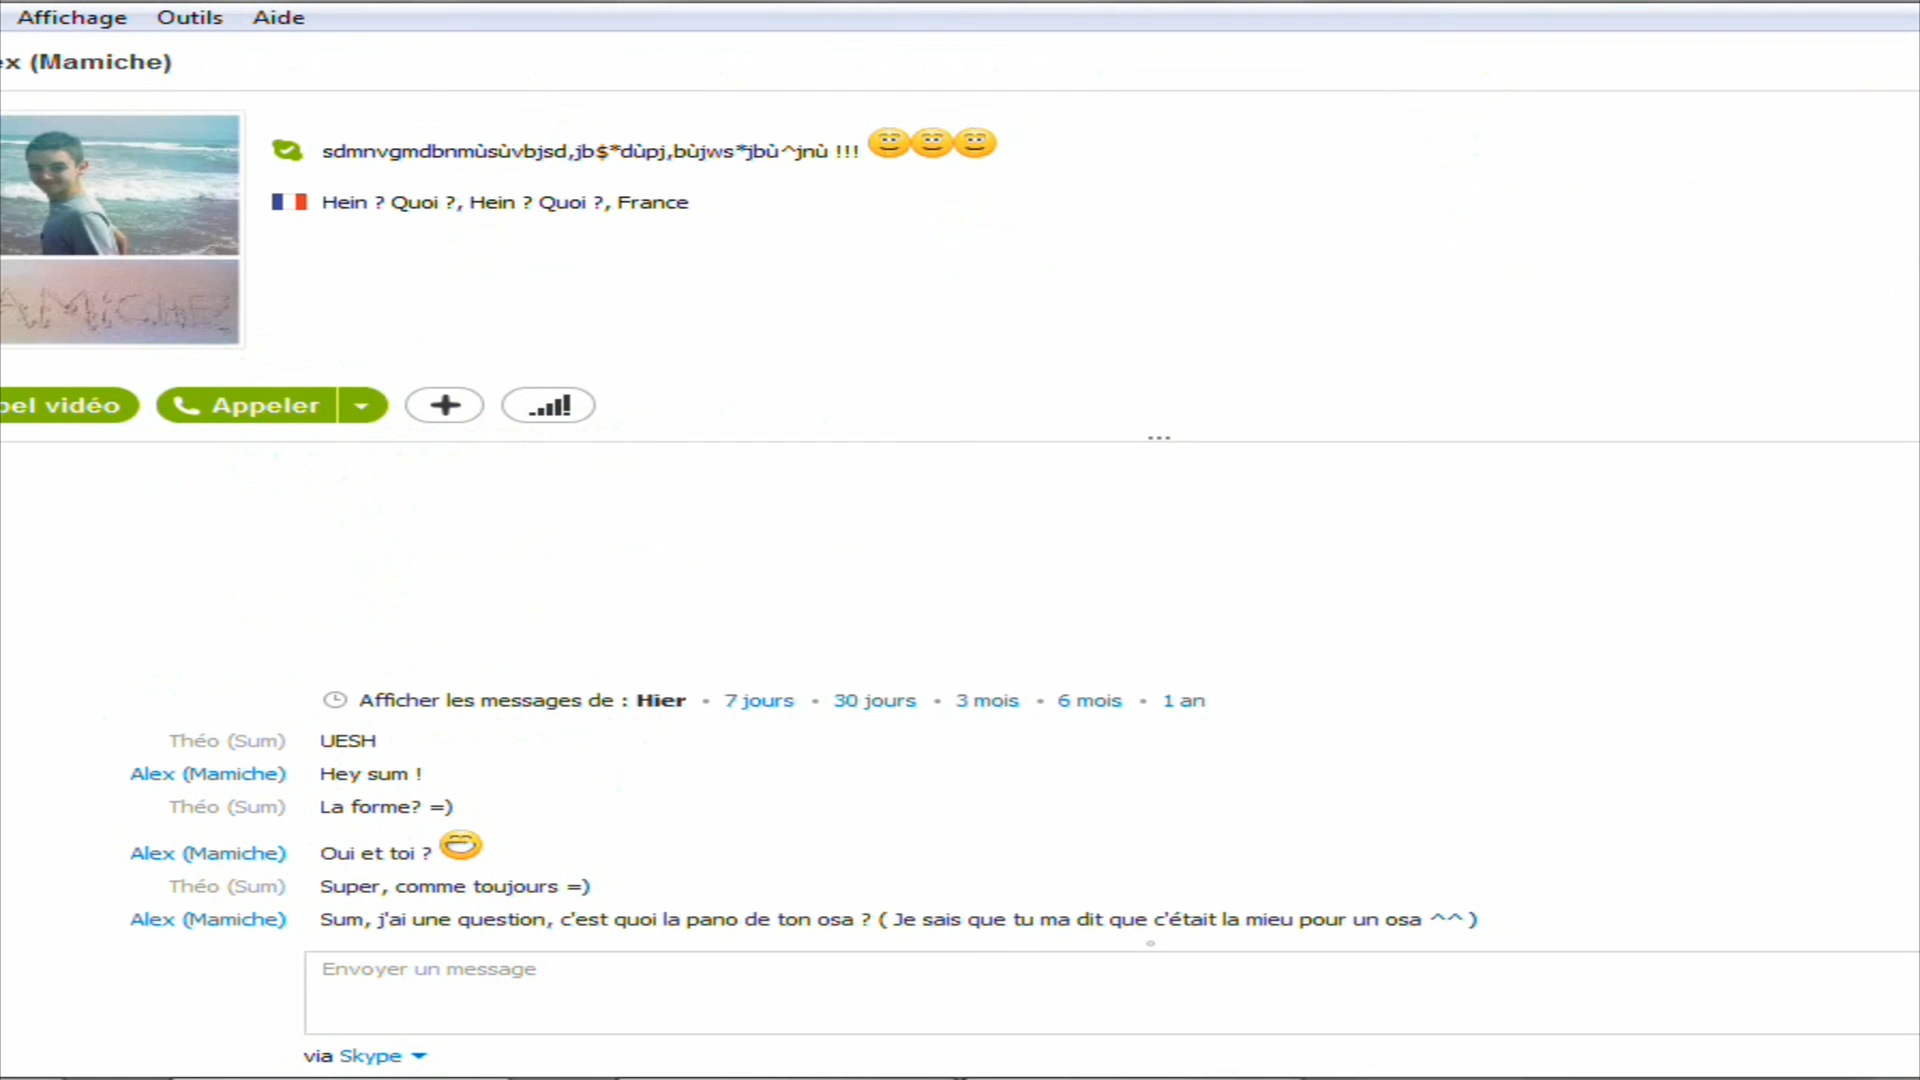 Affichage Outils Aide
ex (Mamiche)
sdmnvgmdbnmùsùvbjsd,jb$*dùpj,bùjws*jbù^jnù !!!
Hein ? Quoi ?, Hein ? Quoi ?, France
AMICHE
pel vidéo Appeler
Afficher les messages de : Hier • 7 jours • 30 jours • 3 mois • 6 mois • 1 an
Théo (Sum) UESH
Alex (Mamiche) Hey sum !
Théo (Sum) La forme? =)
Alex (Mamiche) Oui et toi ?
Théo (Sum) Super, comme toujours =)
Alex (Mamiche) Sum, j'ai une question, c'est quoi la pano de ton osa ? ( Je sais que tu ma dit que c'était la mieu pour un osa ^^ )
Envoyer un message
via Skype